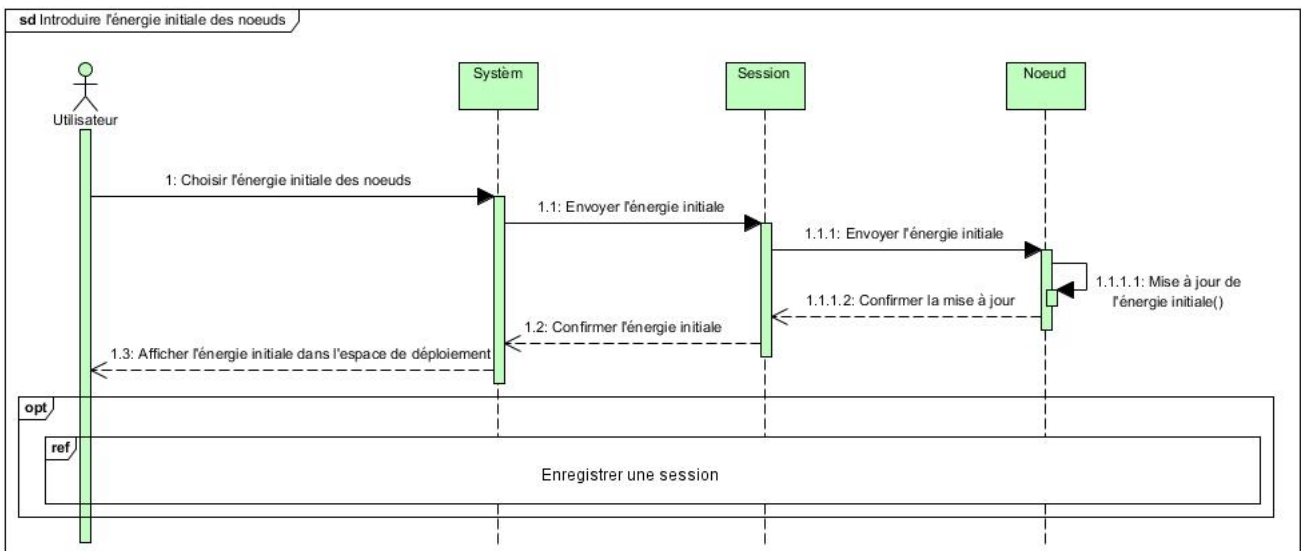 sd Introduire l'énergie initiale des noeuds
Utilisateur
Systèm
Session
Noeud
1: Choisir l'énergie initiale des noeuds
1.1: Envoyer l'énergie initiale
1.1.1: Envoyer l'énergie initiale
1.1.1.1: Mise à jour de
l'énergie initiale()
1.1.1.2: Confirmer la mise à jour
1.2: Confirmer l'énergie initiale
1.3: Afficher l'énergie initiale dans l'espace de déploiement
opt
ref
Enregistrer une session